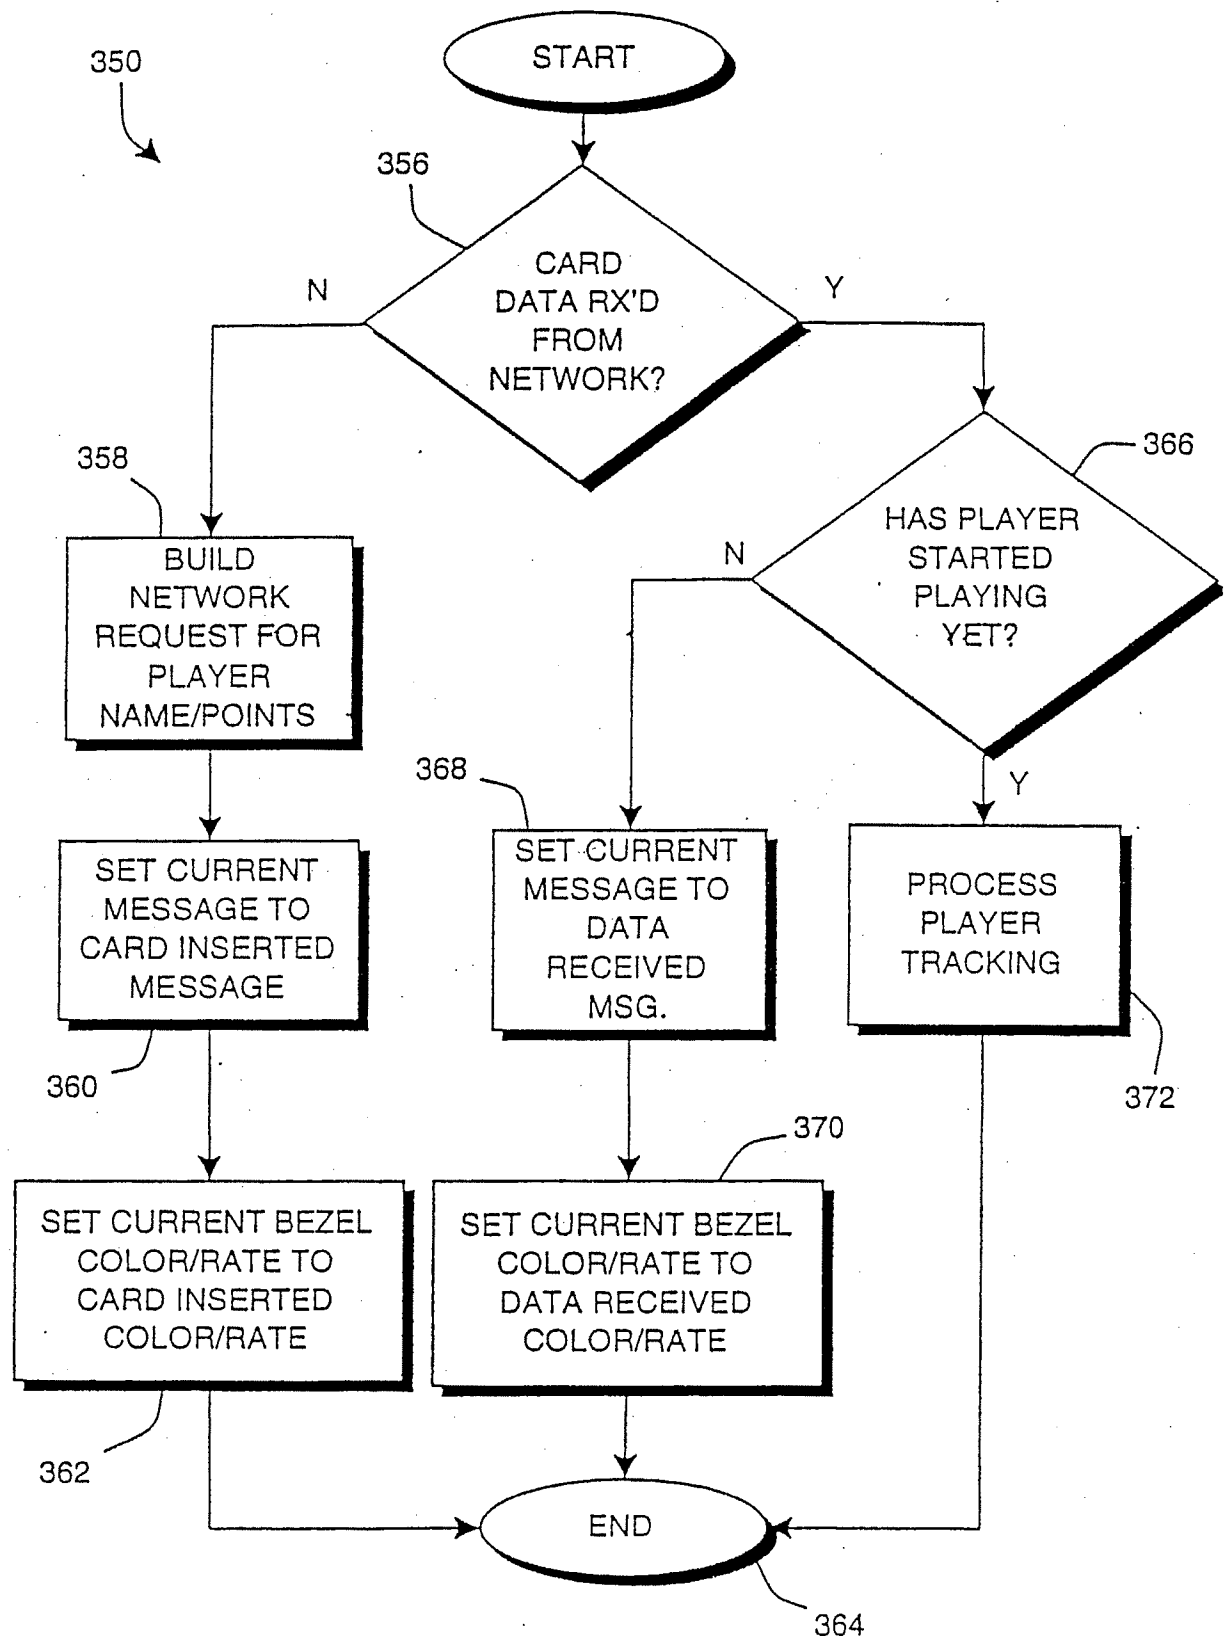 START
350
356
CARD
DATA RX'D
FROM
NETWORK?
N
Y
366
HAS PLAYER
STARTED
PLAYING
YET?
N
Y
358
BUILD
NETWORK
REQUEST FOR
PLAYER
NAME/POINTS
368
SET CURRENT
MESSAGE TO
DATA
RECEIVED
MSG.
PROCESS
PLAYER
TRACKING
372
SET CURRENT
MESSAGE TO
CARD INSERTED
MESSAGE
360
370
SET CURRENT BEZEL
COLOR/RATE TO
CARD INSERTED
COLOR/RATE
362
SET CURRENT BEZEL
COLOR/RATE TO
DATA RECEIVED
COLOR/RATE
END
364